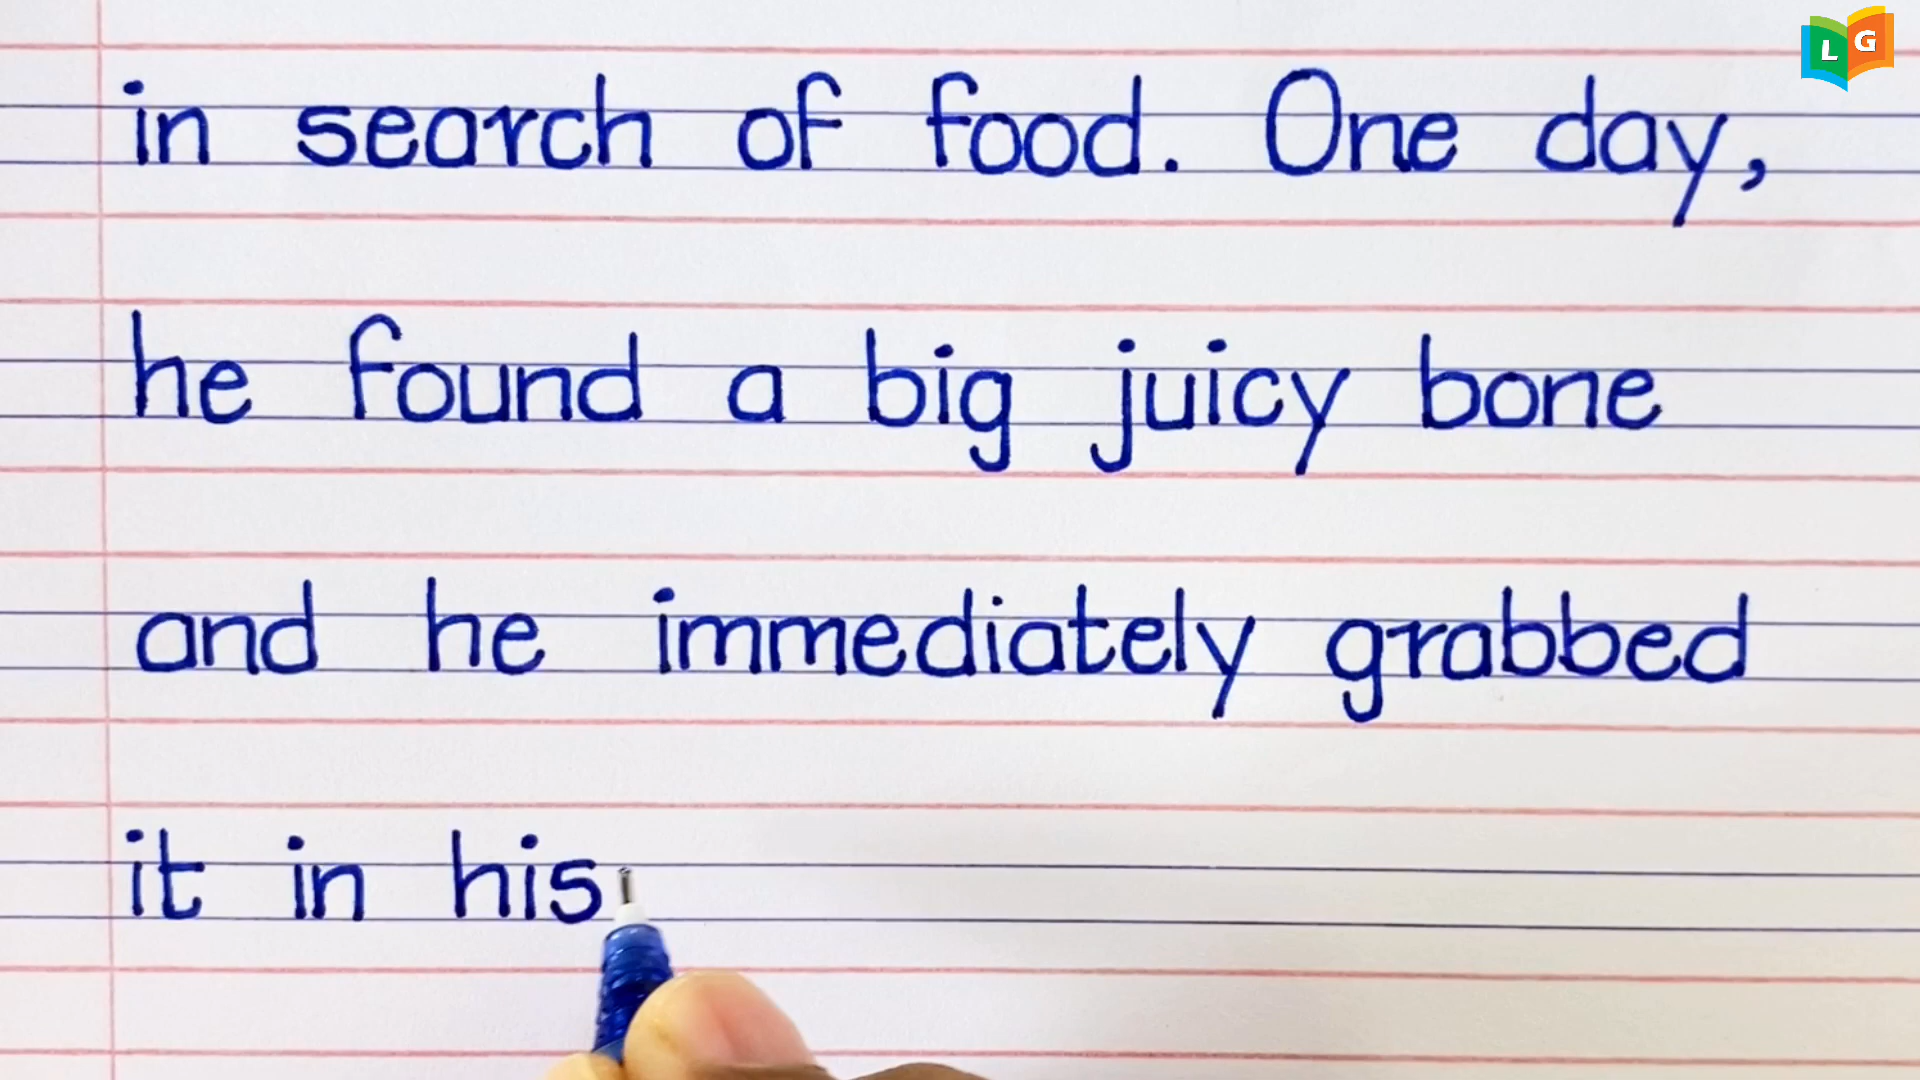 L G
in search of food. One day,
he found a big juicy bone
and he immediately grabbed
it in his